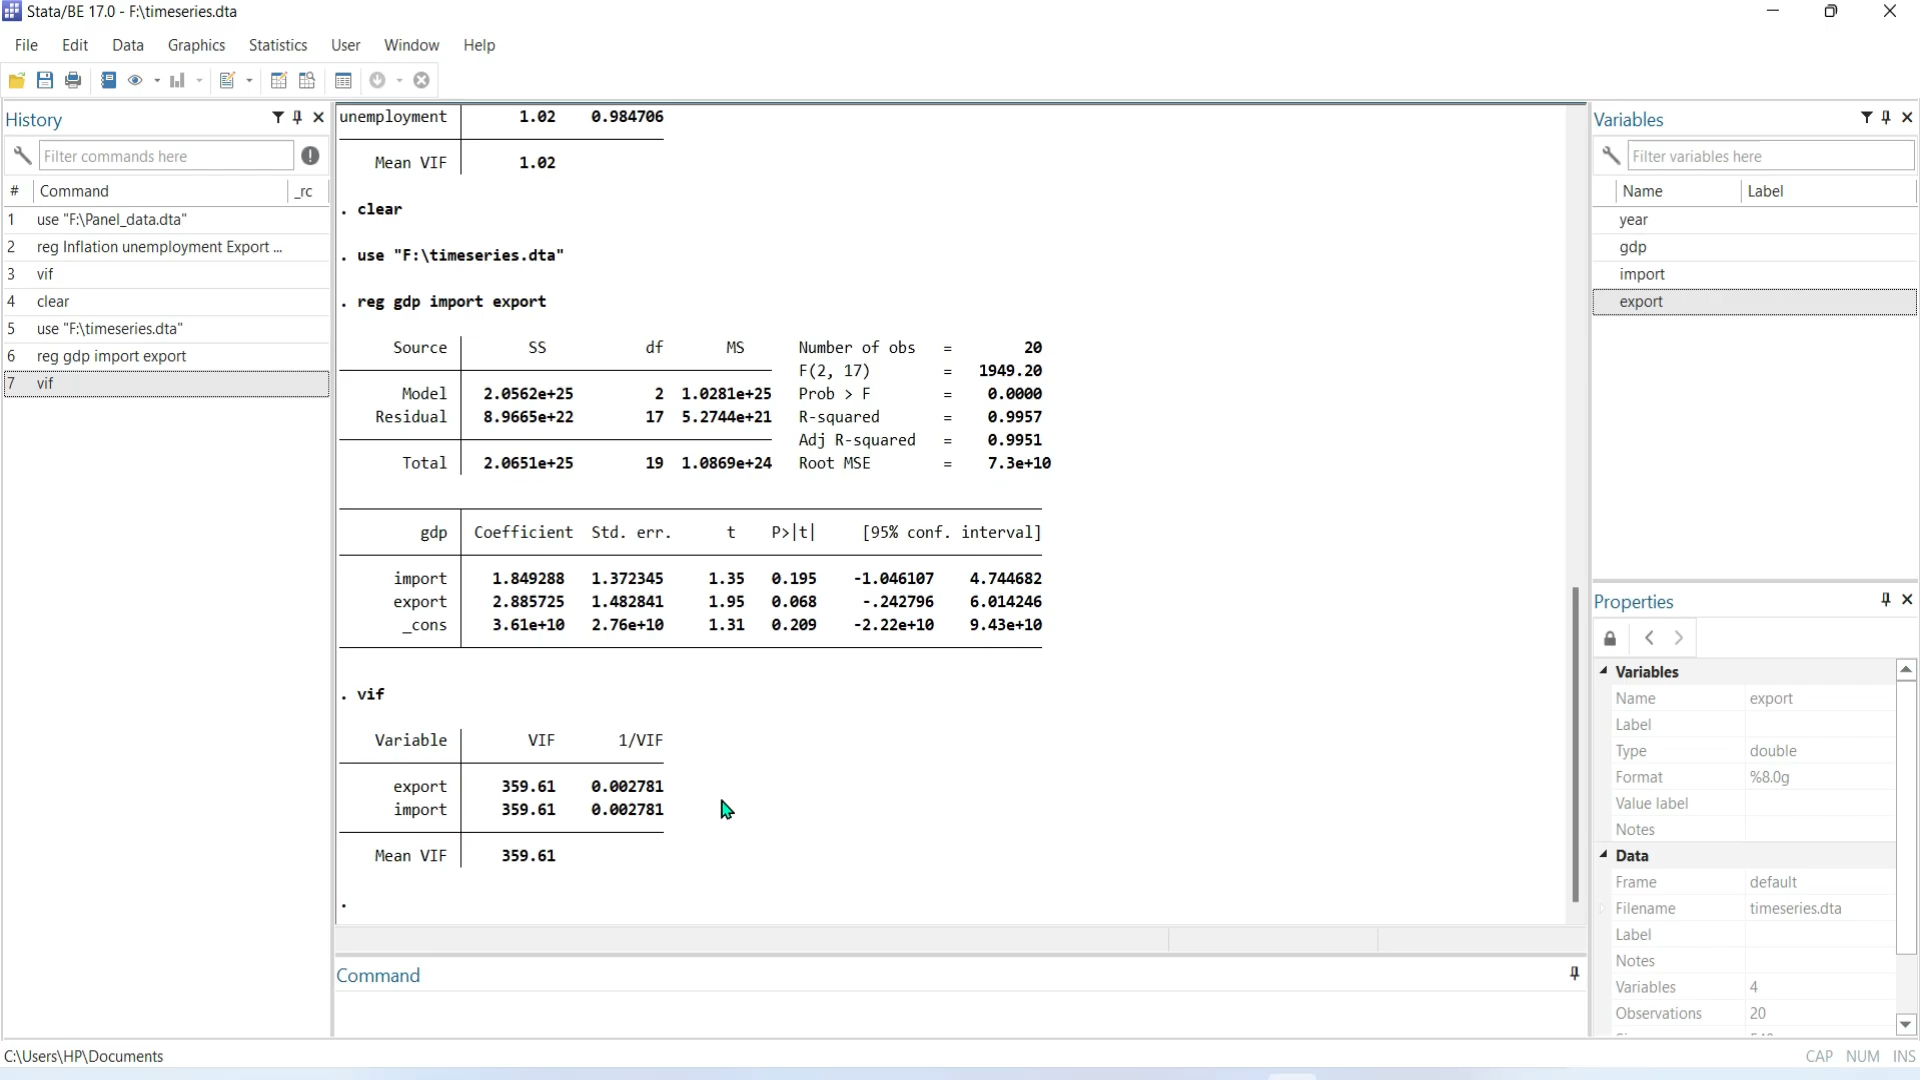 Stata/BE 17.0 - F:\timeseries.dta
File Edit Data Graphics Statistics User Window Help
History
Filter commands here
# Command _rc
1 use "F:\Panel_data.dta"
2 reg Inflation unemployment Export ...
3 vif
4 clear
5 use "F:\timeseries.dta"
6 reg gdp import export
7 vif
unemployment 1.02 0.984706
Mean VIF 1.02
. clear
. use "F:\timeseries.dta"
. reg gdp import export
Source SS df MS Number of obs = 20
F(2, 17) = 1949.20
Model 2.0562e+25 2 1.0281e+25 Prob > F = 0.0000
Residual 8.9665e+22 17 5.2744e+21 R-squared = 0.9957
Adj R-squared = 0.9951
Total 2.0651e+25 19 1.0869e+24 Root MSE = 7.3e+10
gdp Coefficient Std. err. t P>|t| [95% conf. interval]
import 1.849288 1.372345 1.35 0.195 -1.046107 4.744682
export 2.885725 1.482841 1.95 0.068 -.242796 6.014246
_cons 3.61e+10 2.76e+10 1.31 0.209 -2.22e+10 9.43e+10
. vif
Variable VIF 1/VIF
export 359.61 0.002781
import 359.61 0.002781
Mean VIF 359.61
.
Command
Variables
Filter variables here
Name Label
year
gdp
import
export
Properties
Variables
Name export
Label
Type double
Format %8.0g
Value label
Notes
Data
Frame default
Filename timeseries.dta
Label
Notes
Variables 4
Observations 20
C:\Users\HP\Documents
CAP NUM INS